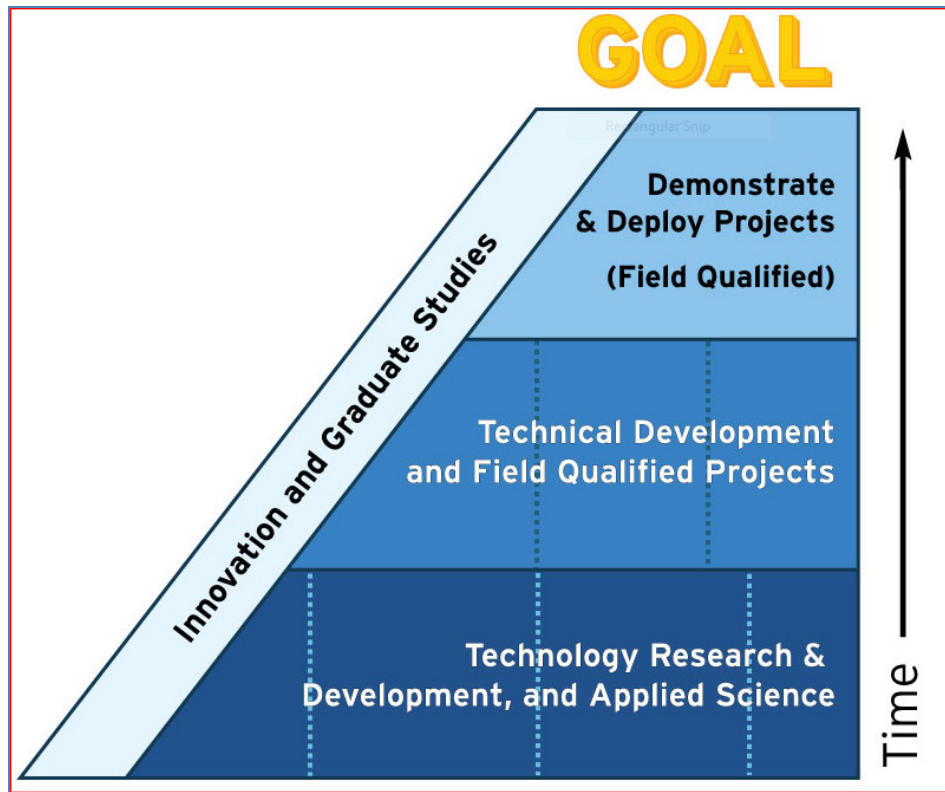 GOAL
Rectangular Snip
Demonstrate
& Deploy Projects
(Field Qualified)
Innovation and Graduate Studies
Technical Development
and Field Qualified Projects
Technology Research &
Development, and Applied Science
Time